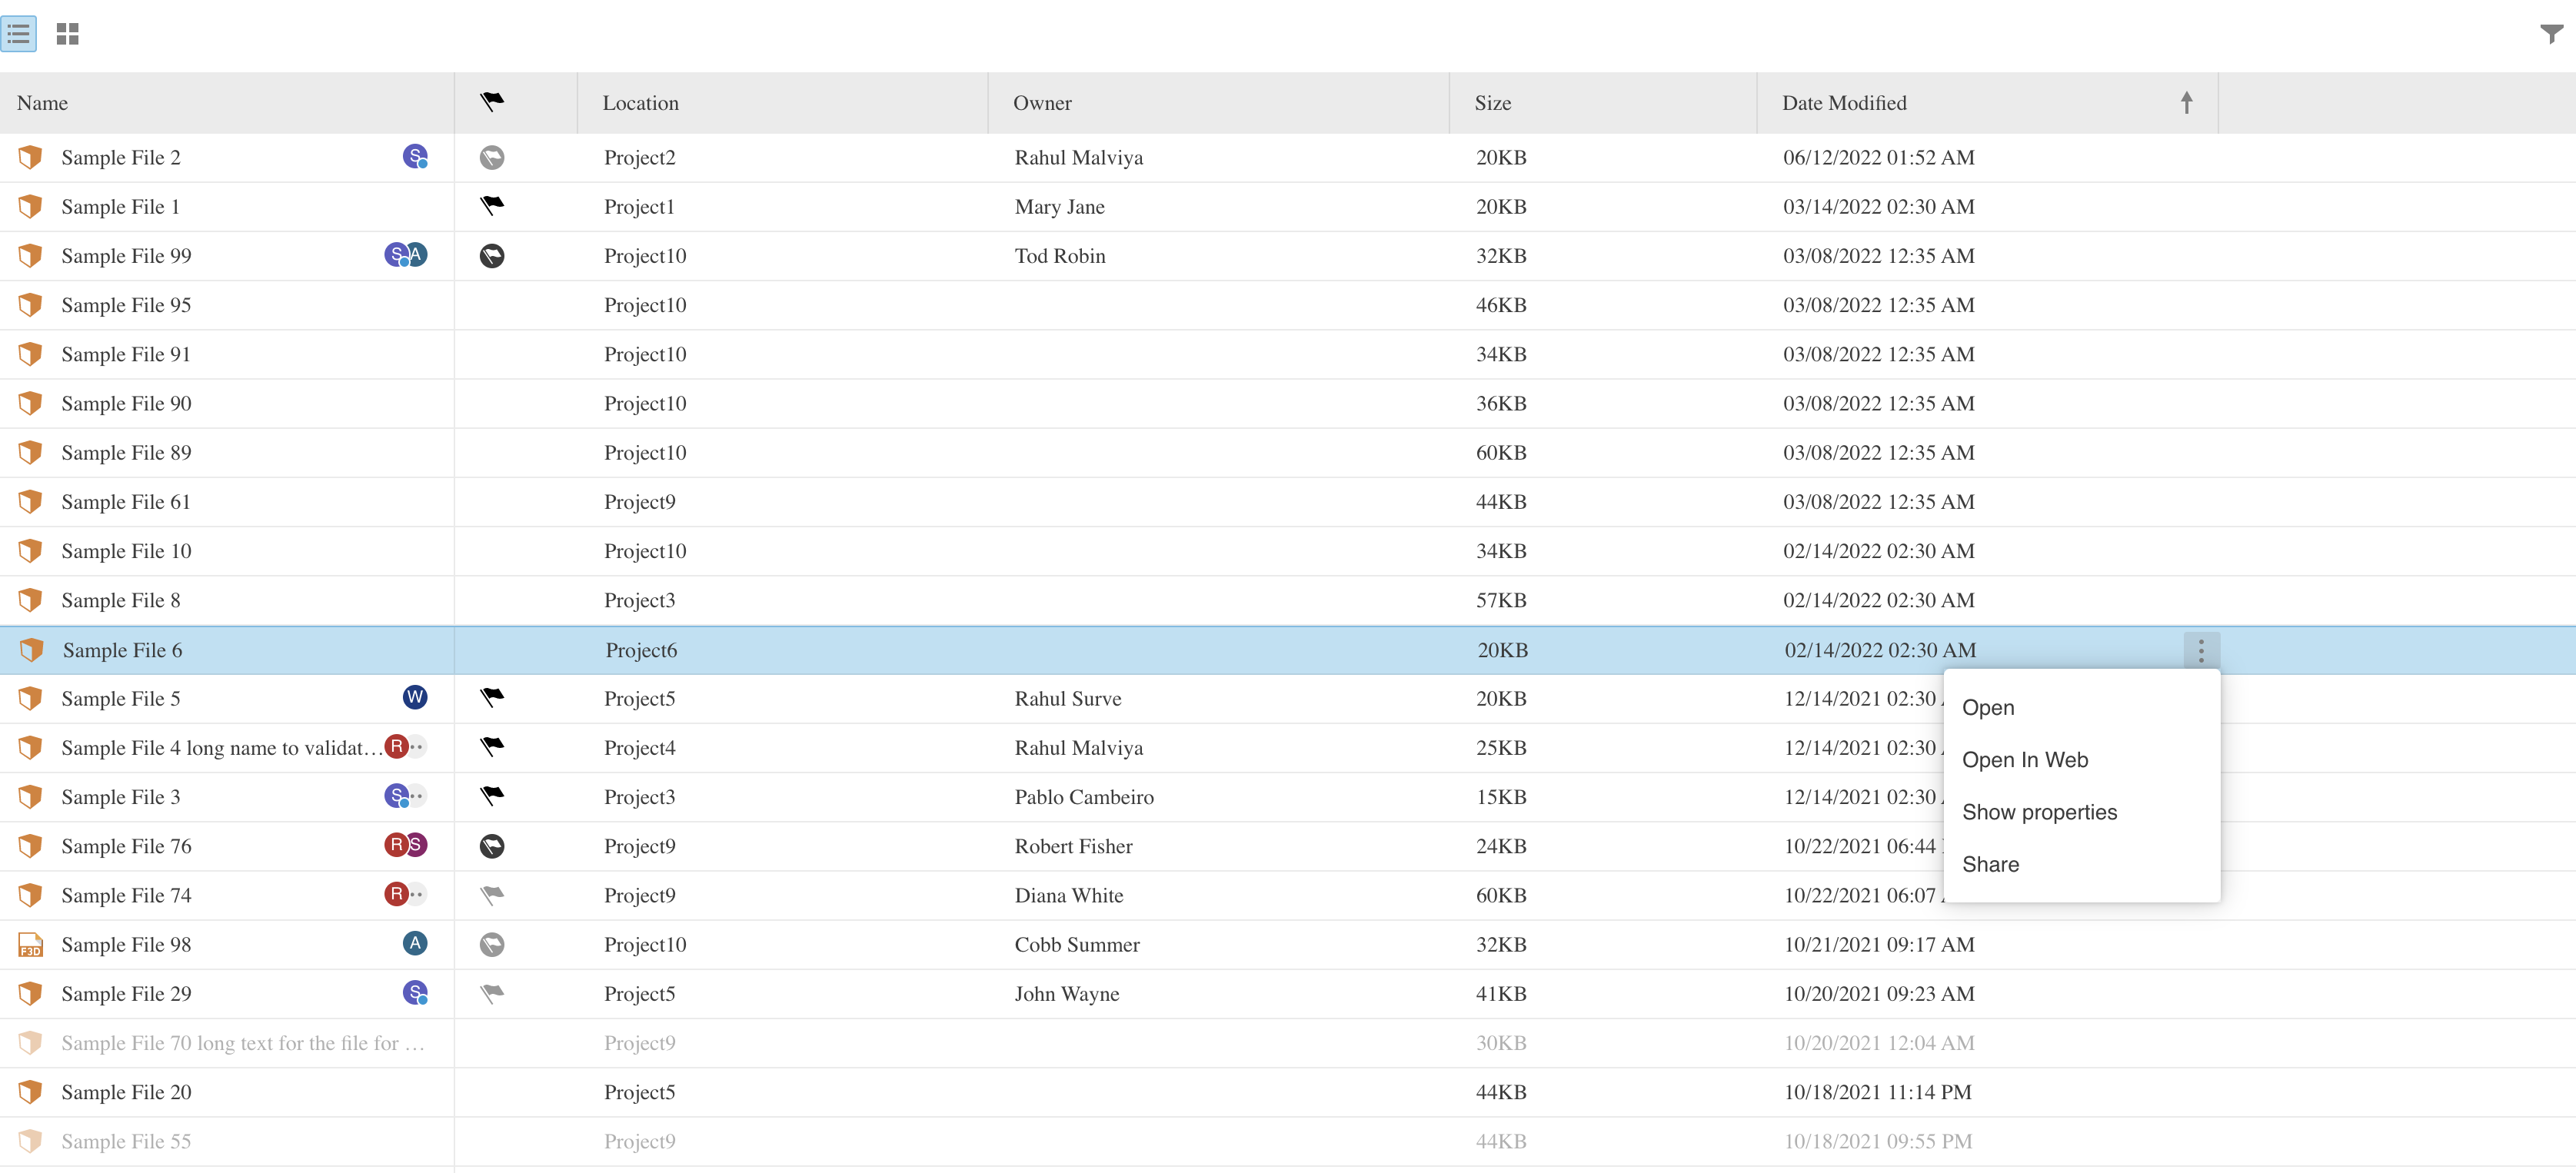 Name Location Owner Size Date Modified
Sample File 2 S Project2 Rahul Malviya 20KB 06/12/2022 01:52 AM
Sample File 1 Project1 Mary Jane 20KB 03/14/2022 02:30 AM
Sample File 99 S A Project10 Tod Robin 32KB 03/08/2022 12:35 AM
Sample File 95 Project10 46KB 03/08/2022 12:35 AM
Sample File 91 Project10 34KB 03/08/2022 12:35 AM
Sample File 90 Project10 36KB 03/08/2022 12:35 AM
Sample File 89 Project10 60KB 03/08/2022 12:35 AM
Sample File 61 Project9 44KB 03/08/2022 12:35 AM
Sample File 10 Project10 34KB 02/14/2022 02:30 AM
Sample File 8 Project3 57KB 02/14/2022 02:30 AM
Sample File 6 Project6 20KB 02/14/2022 02:30 AM
Sample File 5 W Project5 Rahul Surve 20KB 12/14/2021 02:30
Sample File 4 long name to validat… R Project4 Rahul Malviya 25KB 12/14/2021 02:30
Sample File 3 S Project3 Pablo Cambeiro 15KB 12/14/2021 02:30
Sample File 76 R S Project9 Robert Fisher 24KB 10/22/2021 06:44
Sample File 74 R Project9 Diana White 60KB 10/22/2021 06:07
Open
Open In Web
Show properties
Share
F3D Sample File 98 A Project10 Cobb Summer 32KB 10/21/2021 09:17 AM
Sample File 29 S Project5 John Wayne 41KB 10/20/2021 09:23 AM
Sample File 70 long text for the file for … Project9 30KB 10/20/2021 12:04 AM
Sample File 20 Project5 44KB 10/18/2021 11:14 PM
Sample File 55 Project9 44KB 10/18/2021 09:55 PM